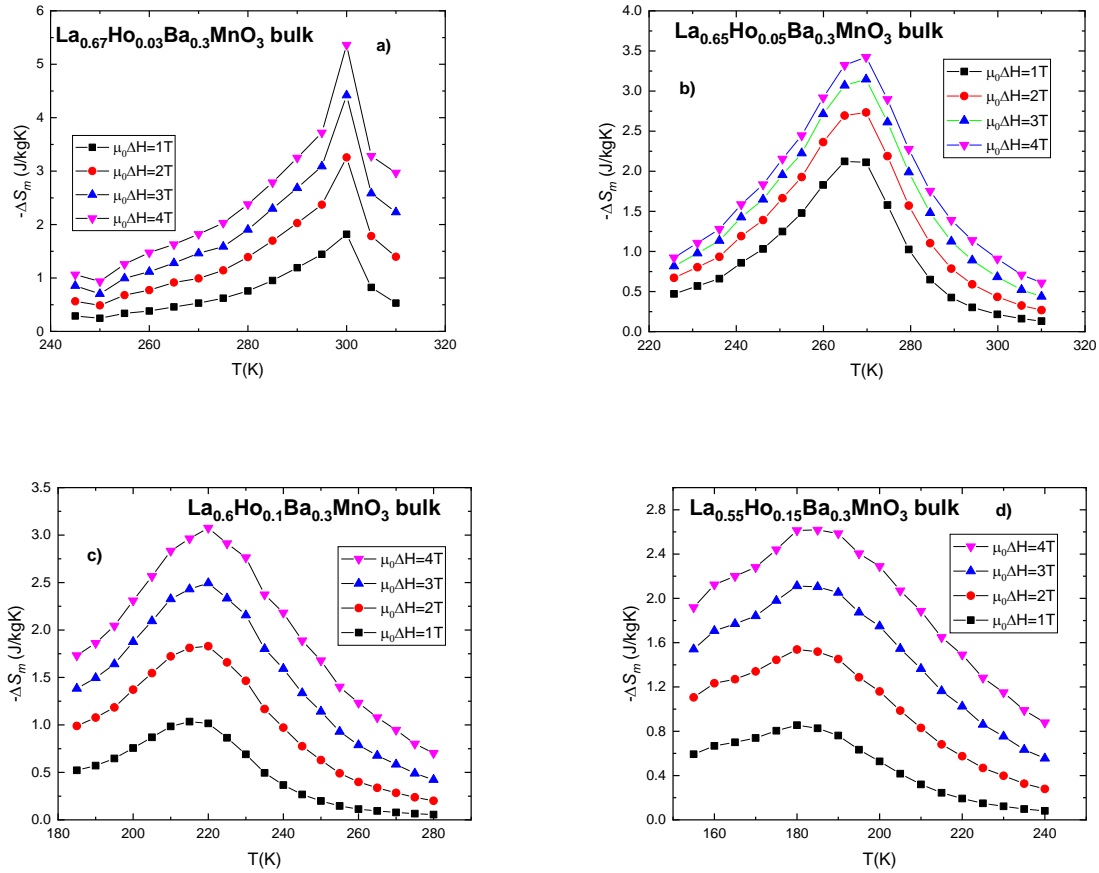 La0.67Ho0.03Ba0.3MnO3 bulk
a)
6
5
4
3
2
1
0
-ΔSm (J/kgK)
μ0ΔH=1T
μ0ΔH=2T
μ0ΔH=3T
μ0ΔH=4T
240 260 280 300 320
T(K)
La0.65Ho0.05Ba0.3MnO3 bulk
b)
4.0
3.5
3.0
2.5
2.0
1.5
1.0
0.5
0.0
-ΔSm (J/kgK)
μ0ΔH=1T
μ0ΔH=2T
μ0ΔH=3T
μ0ΔH=4T
220 240 260 280 300 320
T(K)
La0.6Ho0.1Ba0.3MnO3 bulk
c)
3.5
3.0
2.5
2.0
1.5
1.0
0.5
0.0
-ΔSm (J/kgK)
μ0ΔH=4T
μ0ΔH=3T
μ0ΔH=2T
μ0ΔH=1T
180 200 220 240 260 280
T(K)
La0.55Ho0.15Ba0.3MnO3 bulk
d)
2.8
2.4
2.0
1.6
1.2
0.8
0.4
0.0
-ΔSm (J/kgK)
μ0ΔH=4T
μ0ΔH=3T
μ0ΔH=2T
μ0ΔH=1T
160 180 200 220 240
T(K)